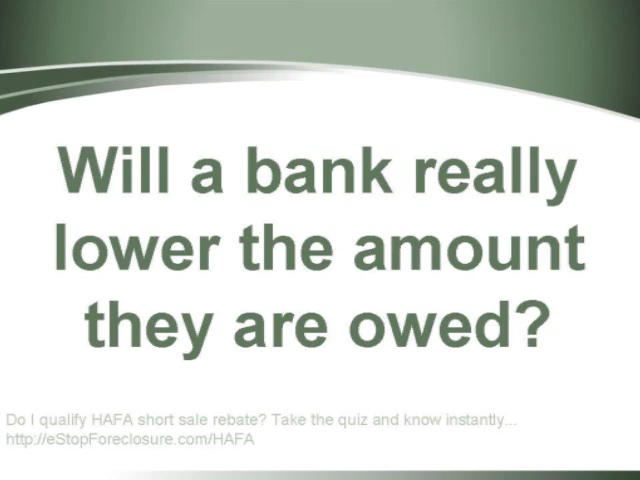 Will a bank really
lower the amount
they are owed?
Do I qualify HAFA short sale rebate? Take the quiz and know instantly...
http://eStopForeclosure.com/HAFA